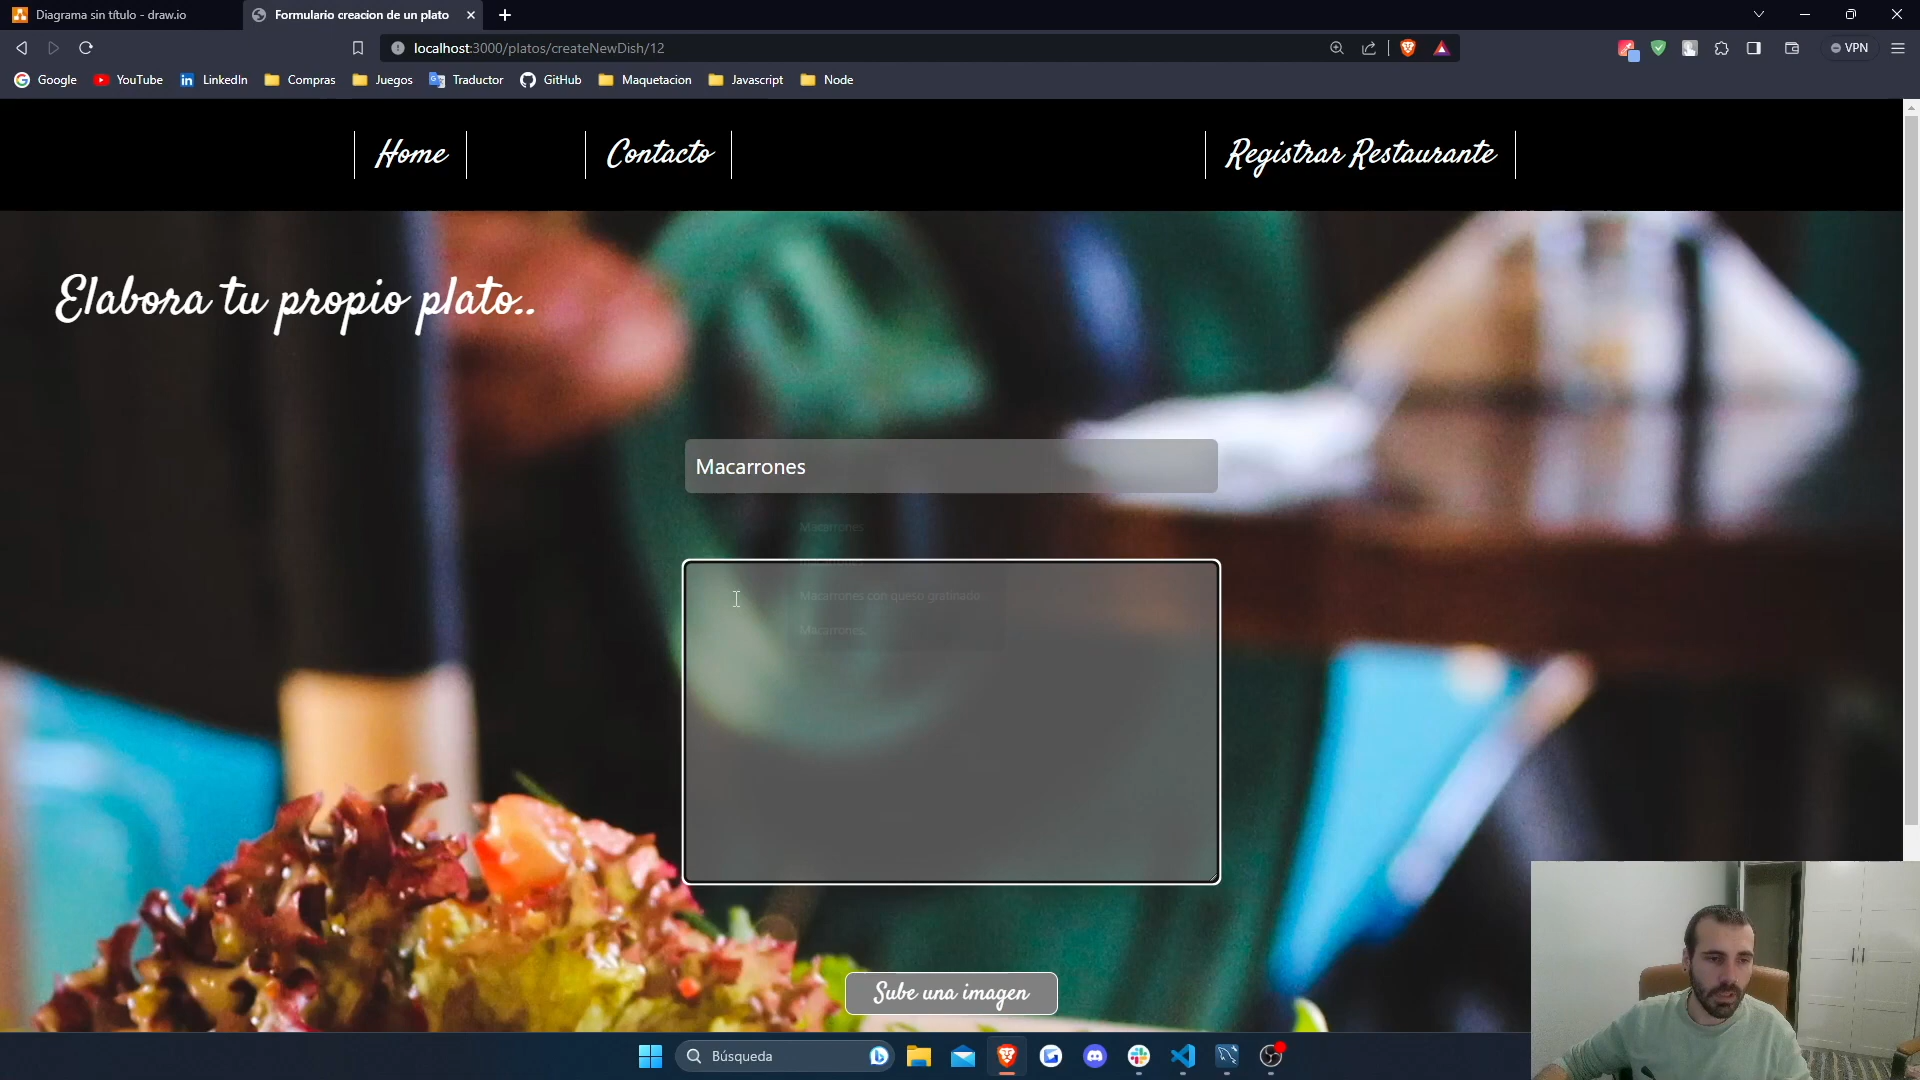 Diagrama sin título - draw.io
Formulario creacion de un plato
localhost:3000/platos/createNewDish/12
VPN
Google
YouTube
LinkedIn
Compras
Juegos
Traductor
GitHub
Maquetacion
Javascript
Node
Home
Contacto
Registrar Restaurante
Elabora tu propio plato..
Macarrones
Macarrones
macarrones
Macarrones con queso gratinado
Macarrones.
Sube una imagen
Búsqueda